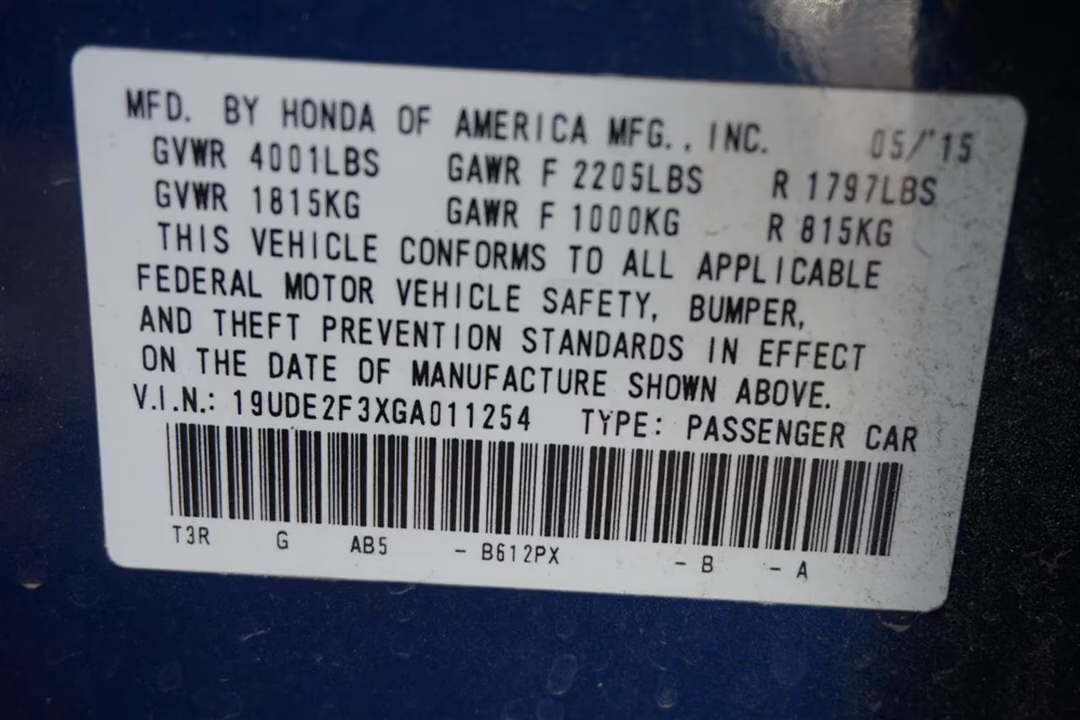 MFD. BY HONDA OF AMERICA MFG., INC. 05/'15
GVWR 4001LBS GAWR F 2205LBS R 1797LBS
GVWR 1815KG GAWR F 1000KG R 815KG
THIS VEHICLE CONFORMS TO ALL APPLICABLE
FEDERAL MOTOR VEHICLE SAFETY, BUMPER,
AND THEFT PREVENTION STANDARDS IN EFFECT
ON THE DATE OF MANUFACTURE SHOWN ABOVE.
V.I.N.: 19UDE2F3XGA011254 TYPE: PASSENGER CAR
T3R G AB5 - B612PX - B - A